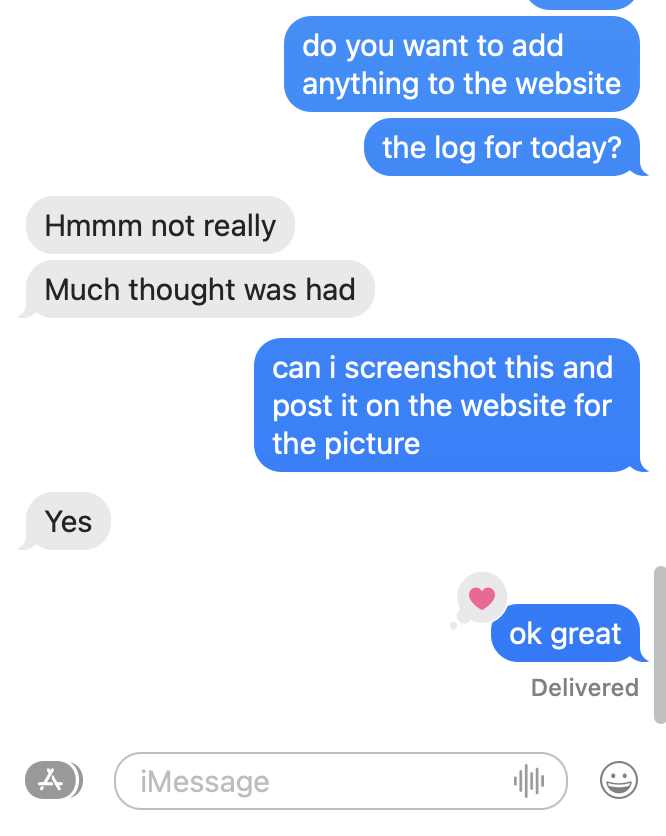 do you want to add
anything to the website
the log for today?
Hmmm not really
Much thought was had
can i screenshot this and
post it on the website for
the picture
Yes
ok great
Delivered
iMessage